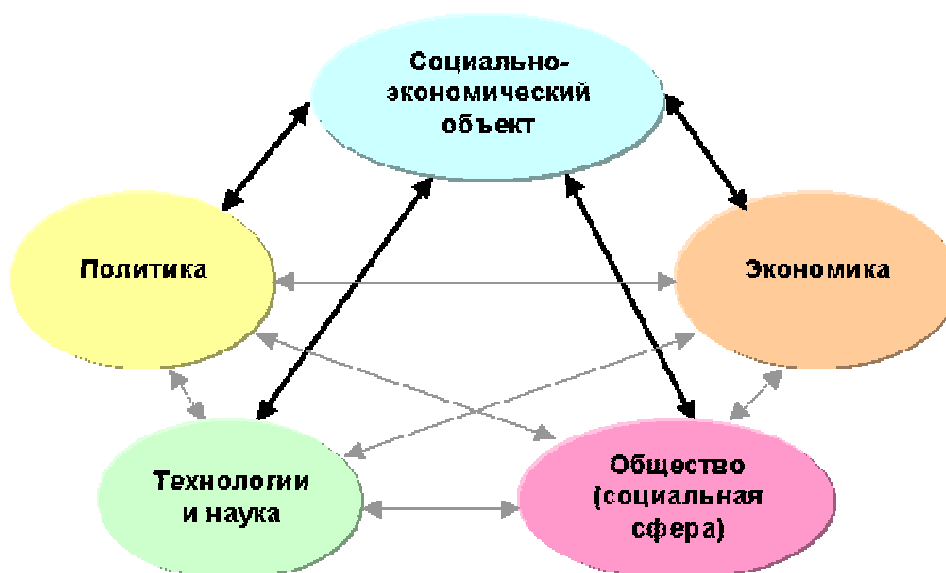 Социально-
экономический
объект
Политика
Экономика
Технологии
и наука
Общество
(социальная
сфера)